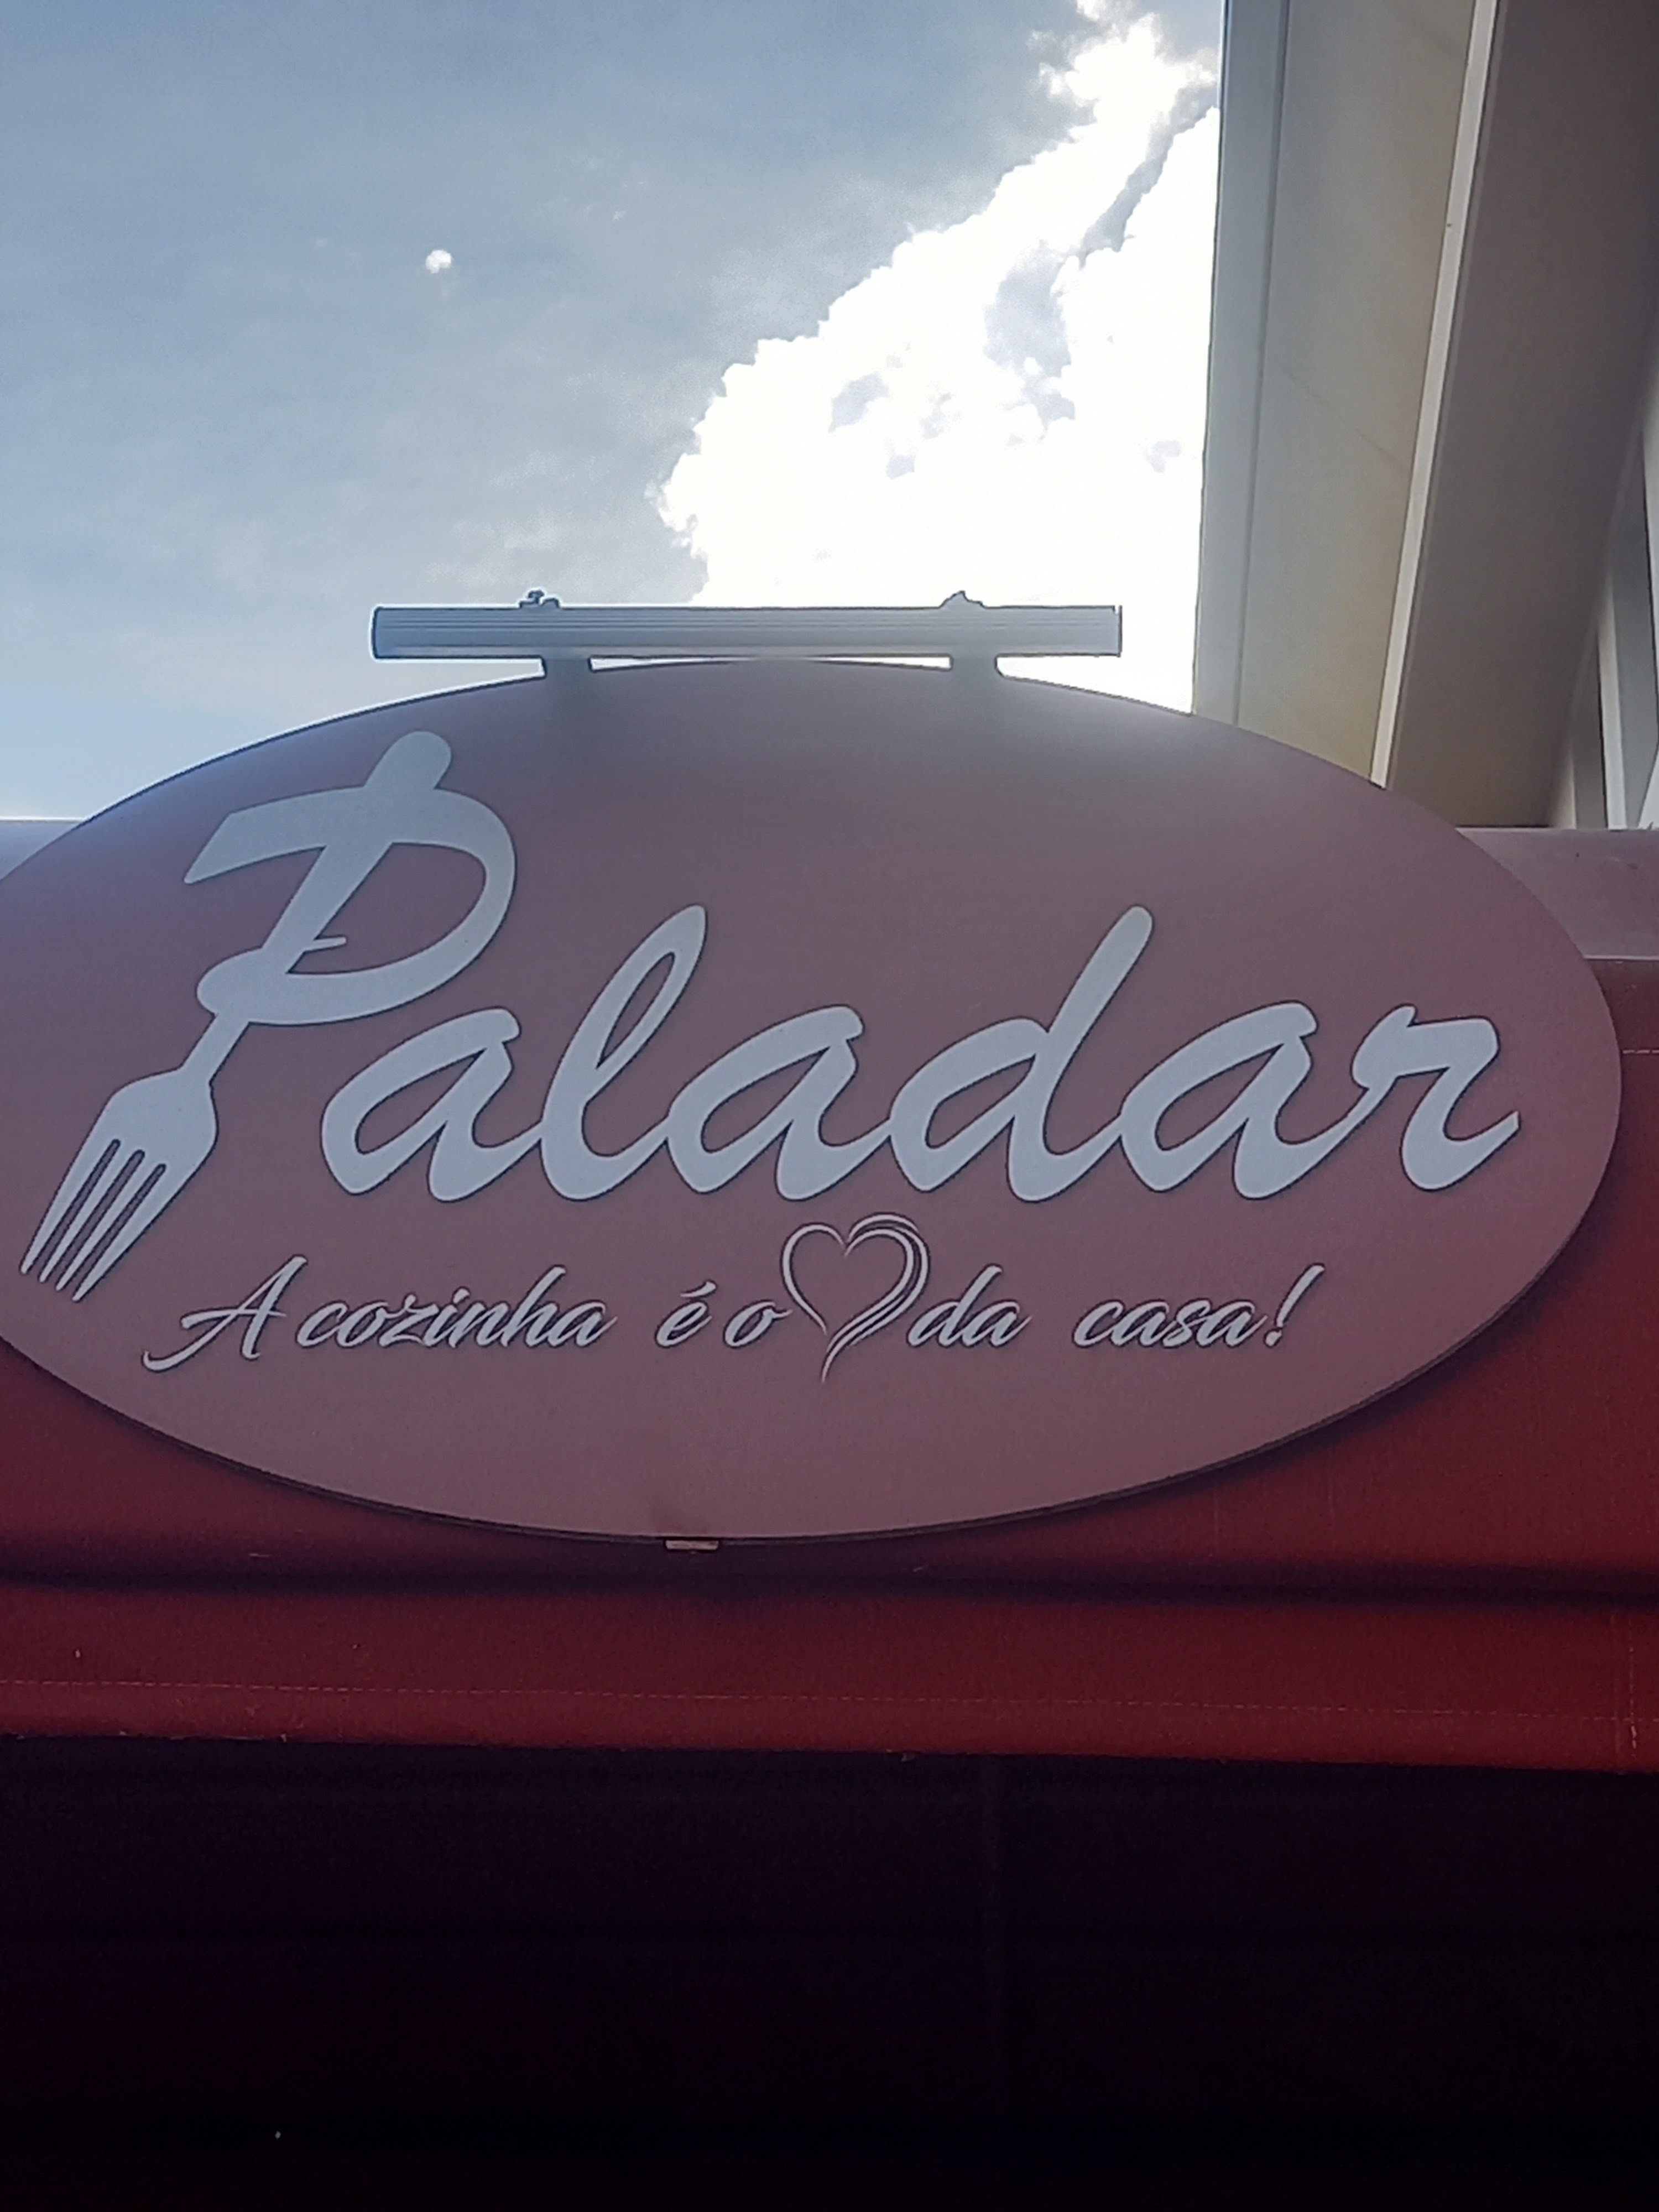 Paladar
A cozinha é o da casa!